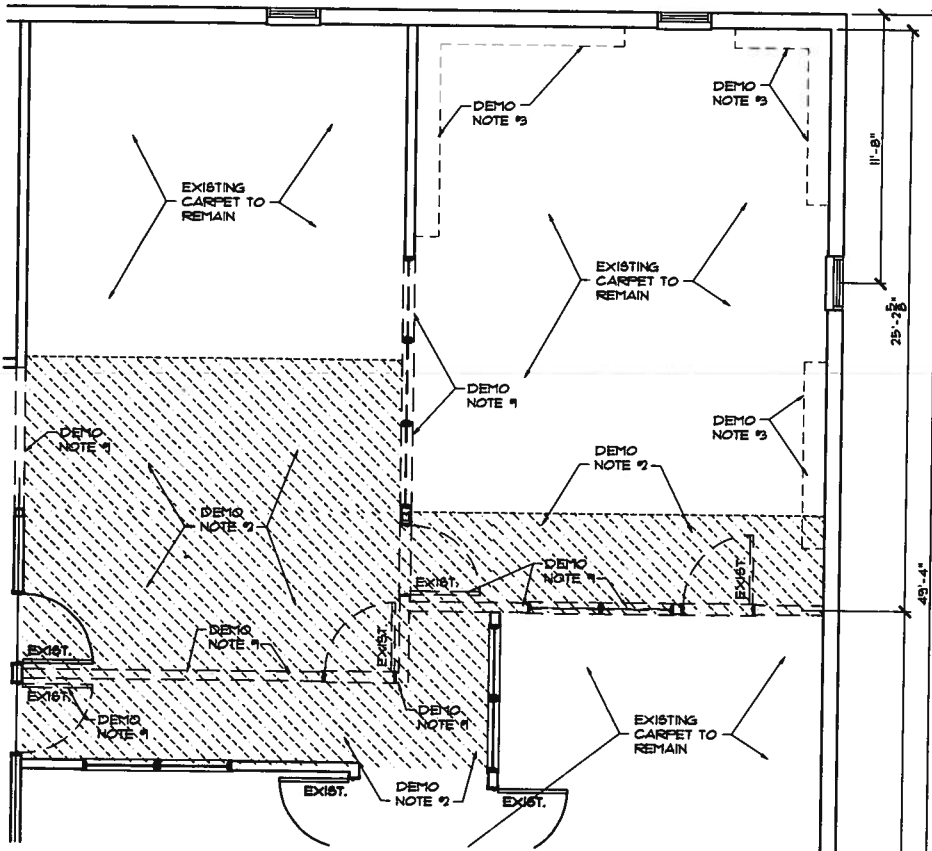 DEMO
NOTE #3
DEMO
NOTE #3
11'-8"
EXISTING
CARPET TO
REMAIN
EXISTING
CARPET TO
REMAIN
25'-2⅝"
DEMO
NOTE #1
DEMO
NOTE #3
DEMO
NOTE #1
DEMO
NOTE #2
DEMO
NOTE #2
DEMO
NOTE #1
EXIST.
EXIST.
49'-4"
DEMO
NOTE #1
EXIST.
EXIST.
EXIST.
DEMO
NOTE #1
DEMO
NOTE #1
EXISTING
CARPET TO
REMAIN
DEMO
NOTE #2
EXIST.
EXIST.